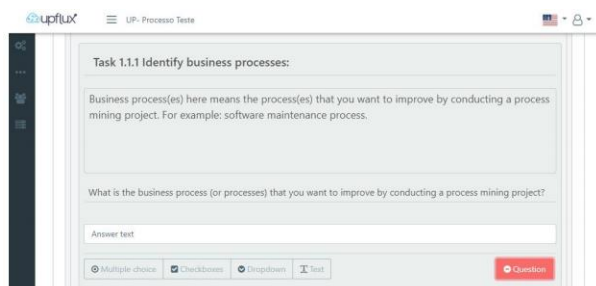 upflux
UP- Processo Teste
Task 1.1.1 Identify business processes:
Business process(es) here means the process(es) that you want to improve by conducting a process
mining project. For example: software maintenance process.
What is the business process (or processes) that you want to improve by conducting a process mining project?
Answer text
Multiple choice Checkboxes Dropdown Text Question